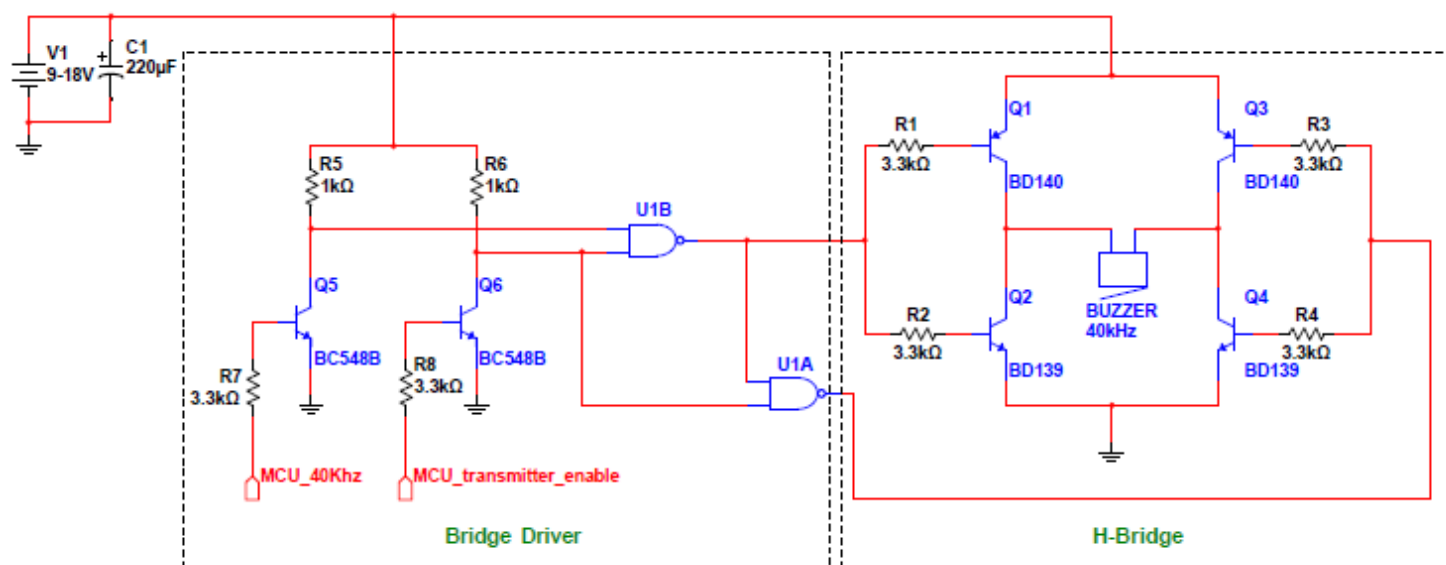 V1
9-18V
C1
220µF
R5
1kΩ
R6
1kΩ
U1B
Q5
BC548B
Q6
BC548B
R7
3.3kΩ
R8
3.3kΩ
U1A
MCU_40Khz
MCU_transmitter_enable
Bridge Driver
R1
3.3kΩ
Q1
BD140
Q3
BD140
R3
3.3kΩ
R2
3.3kΩ
Q2
BD139
BUZZER
40kHz
Q4
BD139
R4
3.3kΩ
H-Bridge